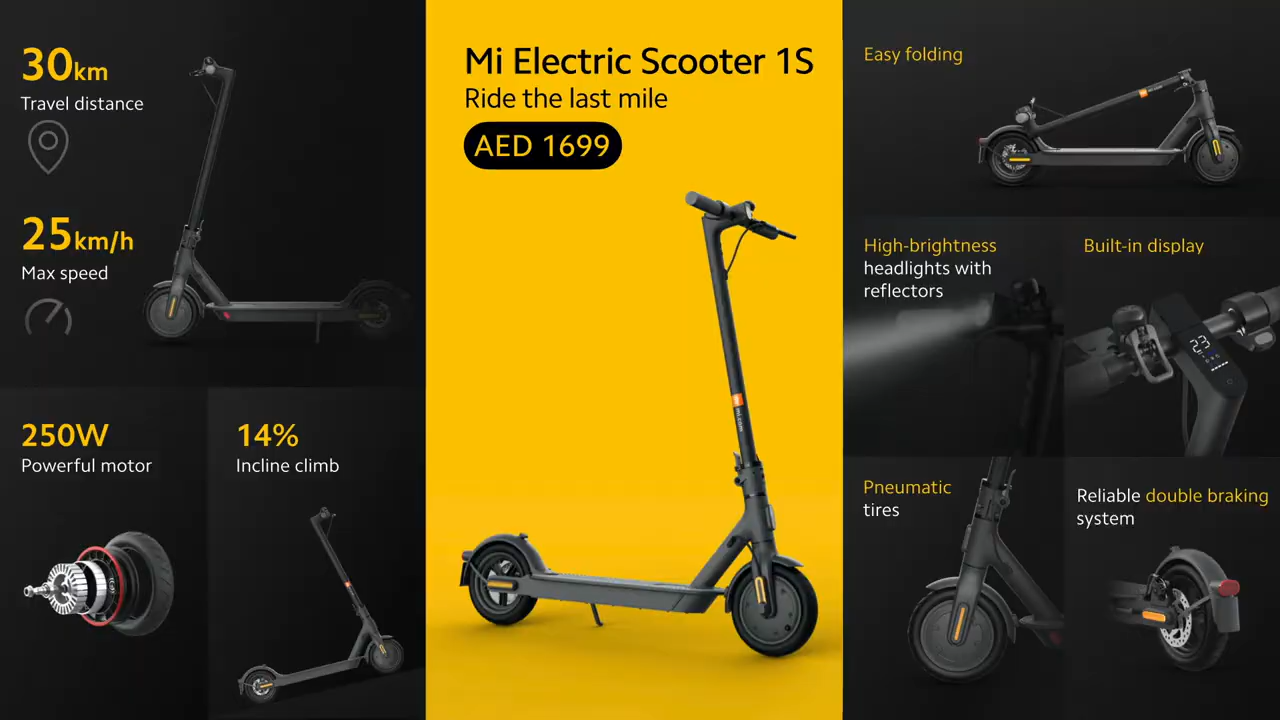 30km
Travel distance
25km/h
Max speed
250W
Powerful motor
14%
Incline climb
Mi Electric Scooter 1S
Ride the last mile
AED 1699
Easy folding
High-brightness
headlights with
reflectors
Built-in display
23
Pneumatic
tires
Reliable double braking
system